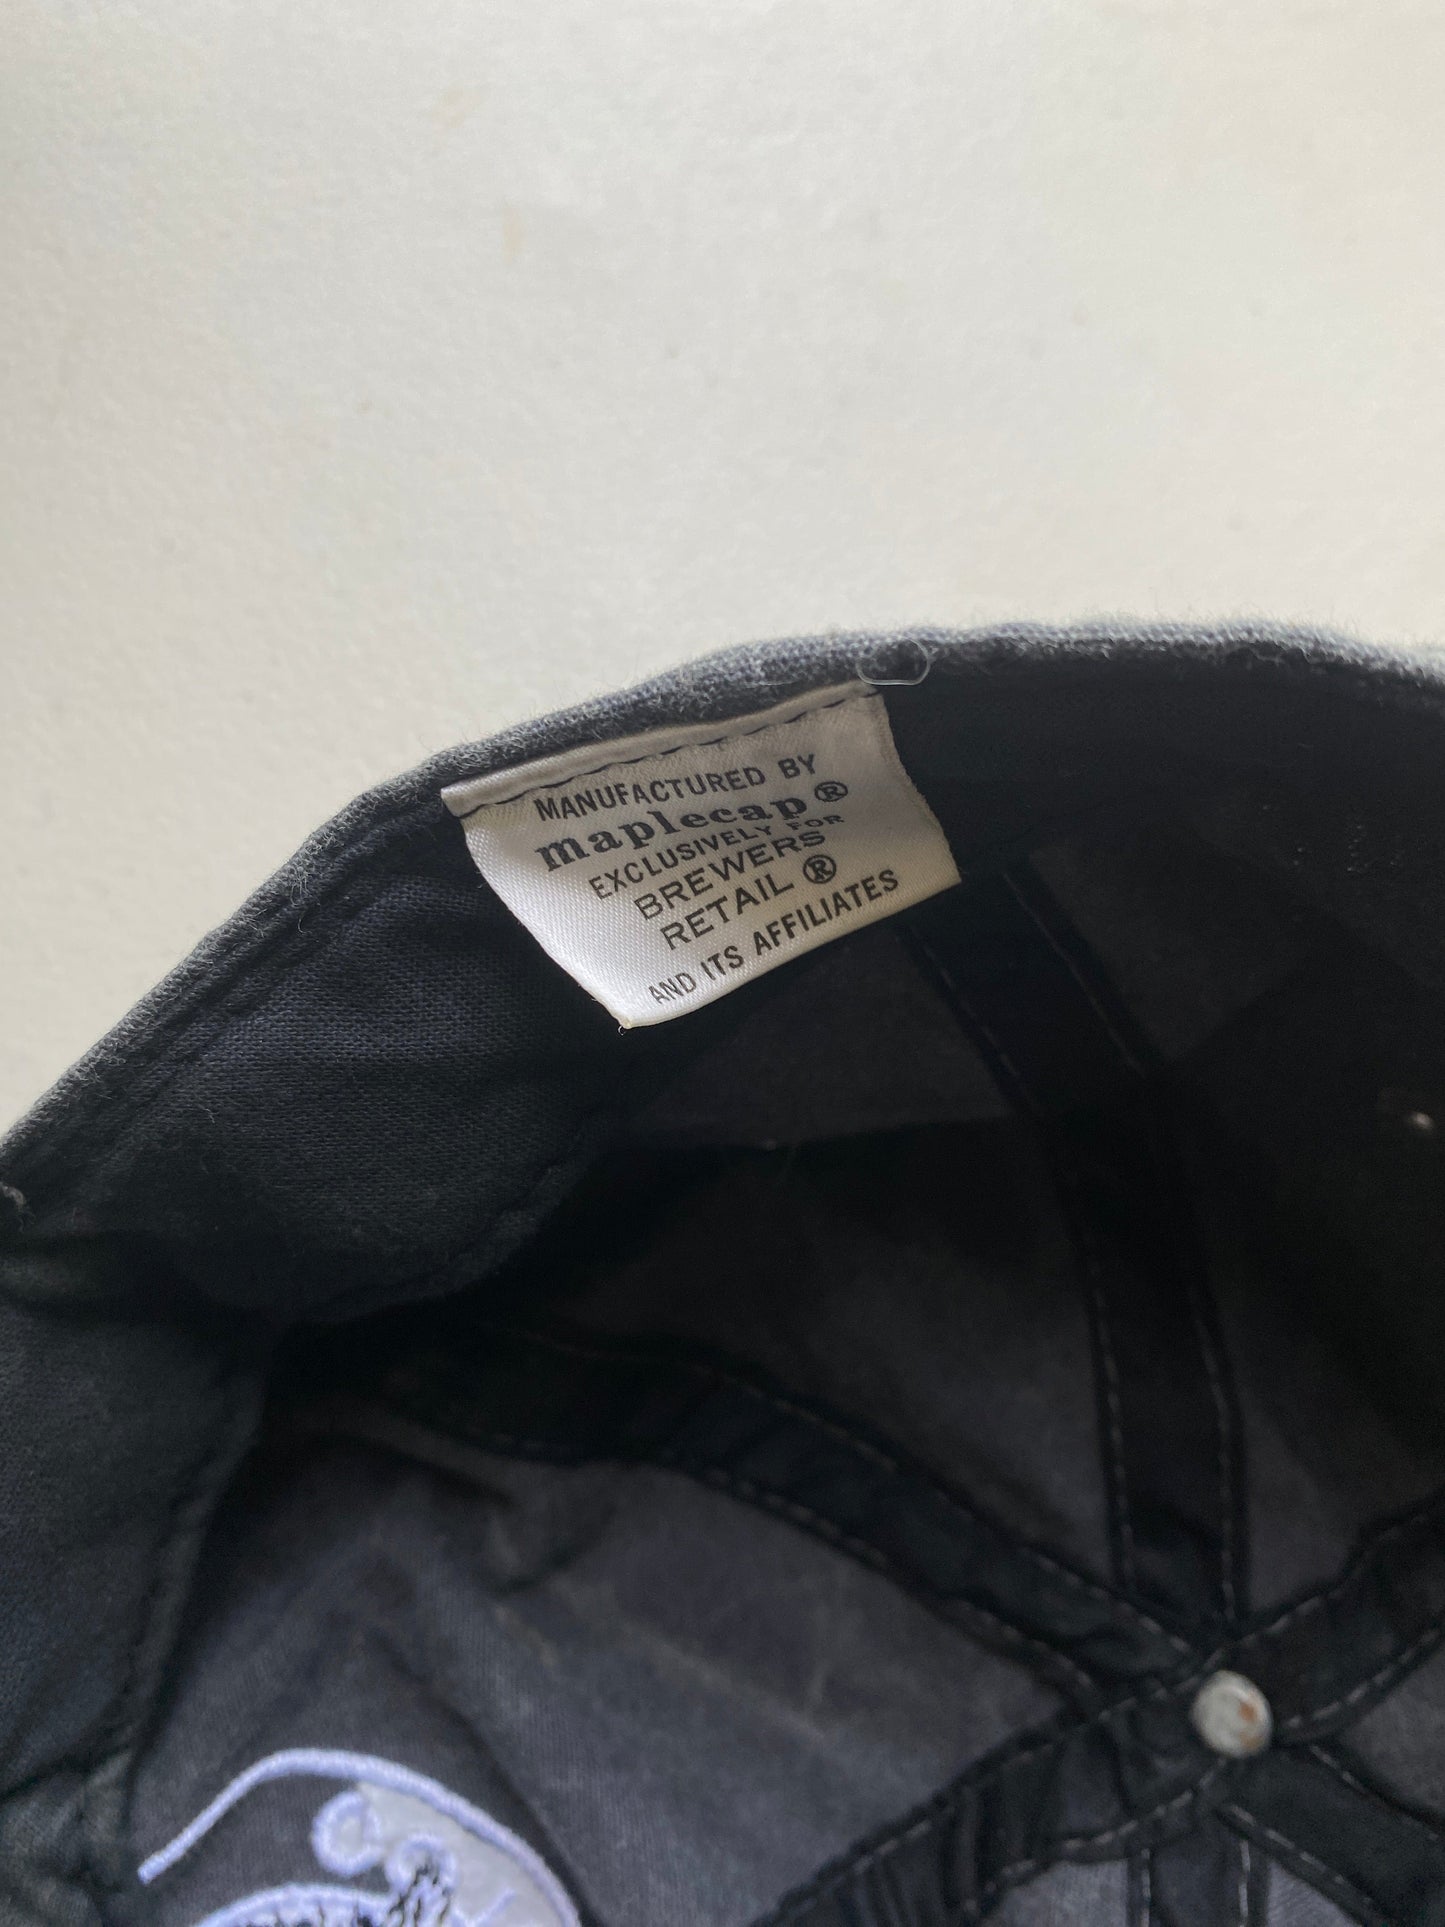 MANUFACTURED BY
maplecap®
EXCLUSIVELY FOR
BREWERS
RETAIL ®
AND ITS AFFILIATES